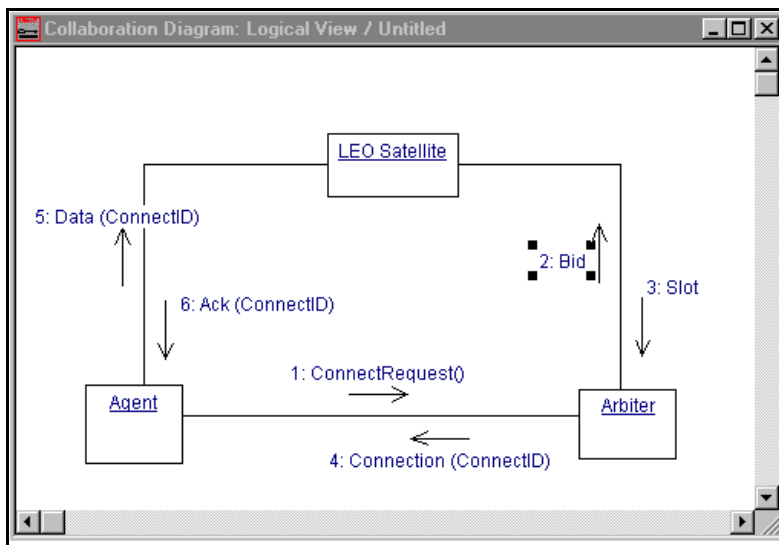 Collaboration Diagram: Logical View / Untitled
LEO Satellite
5: Data (ConnectID)
2: Bid
3: Slot
6: Ack (ConnectID)
1: ConnectRequest()
Agent
Arbiter
4: Connection (ConnectID)